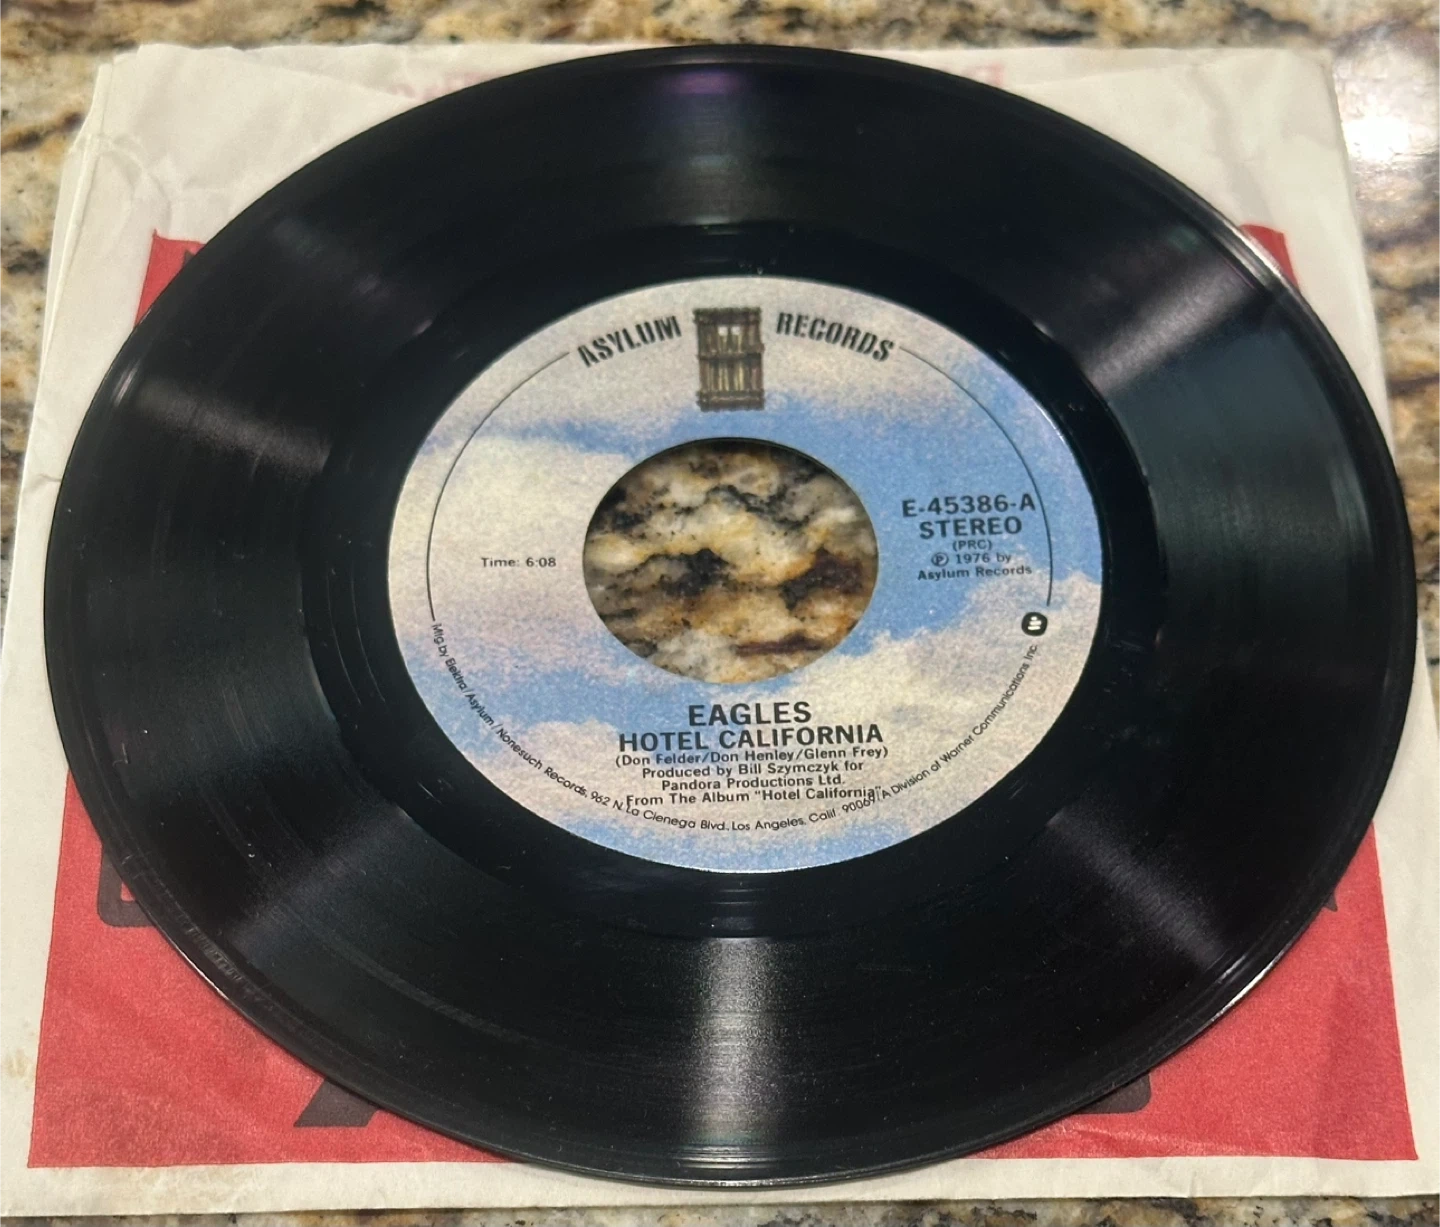 ASYLUM RECORDS
E-45386-A
STEREO
(PRC)
Ⓟ 1976 by
Asylum Records
Time: 6:08
EAGLES
HOTEL CALIFORNIA
(Don Felder/Don Henley/Glenn Frey)
Produced by Bill Szymczyk for
Pandora Productions Ltd.
From The Album "Hotel California"
Mfg by Elektra/Asylum/Nonesuch Records, 962 N. La Cienega Blvd., Los Angeles, Calif. 90069/A Division of Warner Communications Inc.